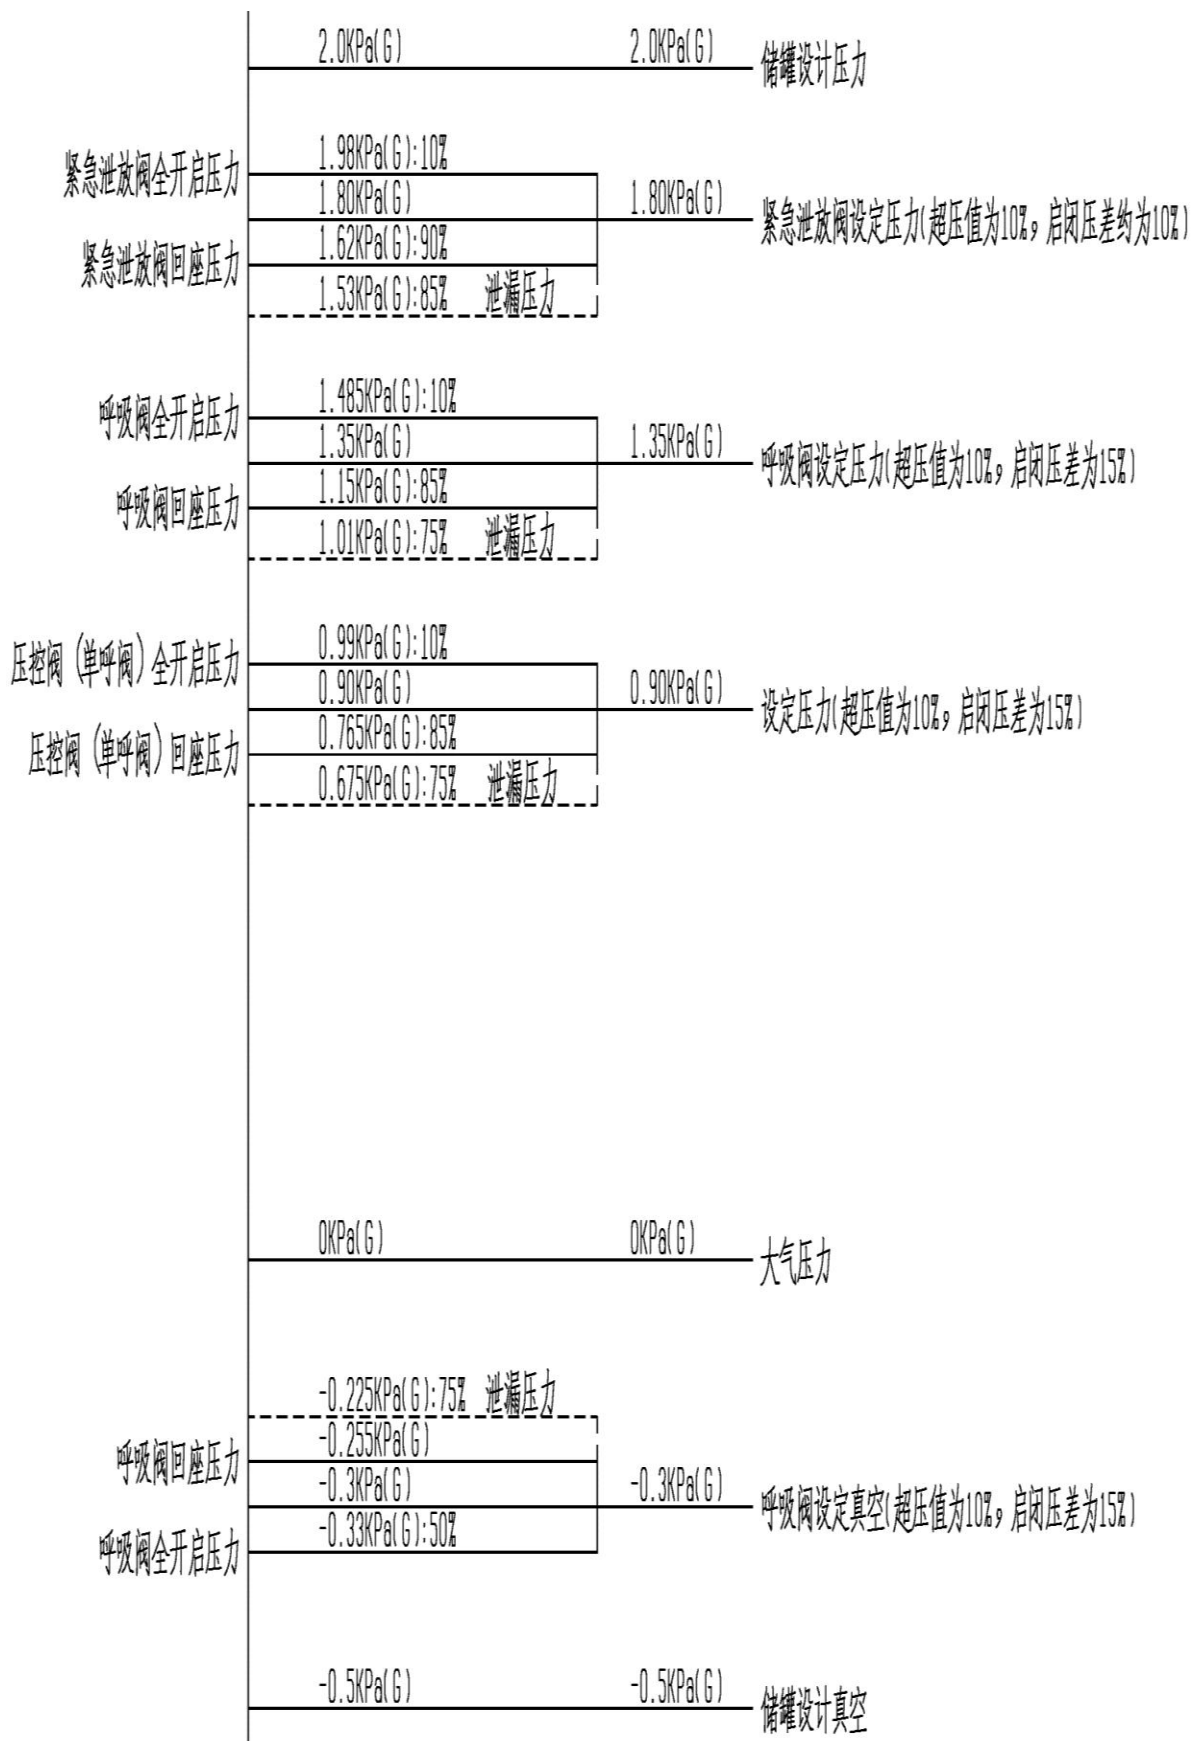 2.0KPa(G) 2.0KPa(G) 储罐设计压力
紧急泄放阀全开启压力 1.98KPa(G):10%
1.80KPa(G) 1.80KPa(G) 紧急泄放阀设定压力(超压值为10%，启闭压差约为10%)
紧急泄放阀回座压力 1.62KPa(G):90%
1.53KPa(G):85% 泄漏压力
呼吸阀全开启压力 1.485KPa(G):10%
1.35KPa(G) 1.35KPa(G) 呼吸阀设定压力(超压值为10%，启闭压差为15%)
呼吸阀回座压力 1.15KPa(G):85%
1.01KPa(G):75% 泄漏压力
压控阀（单呼阀）全开启压力 0.99KPa(G):10%
0.90KPa(G) 0.90KPa(G) 设定压力(超压值为10%，启闭压差为15%)
压控阀（单呼阀）回座压力 0.765KPa(G):85%
0.675KPa(G):75% 泄漏压力
0KPa(G) 0KPa(G) 大气压力
-0.225KPa(G):75% 泄漏压力
呼吸阀回座压力 -0.255KPa(G)
-0.3KPa(G) -0.3KPa(G) 呼吸阀设定真空(超压值为10%，启闭压差为15%)
呼吸阀全开启压力 -0.33KPa(G):50%
-0.5KPa(G) -0.5KPa(G) 储罐设计真空